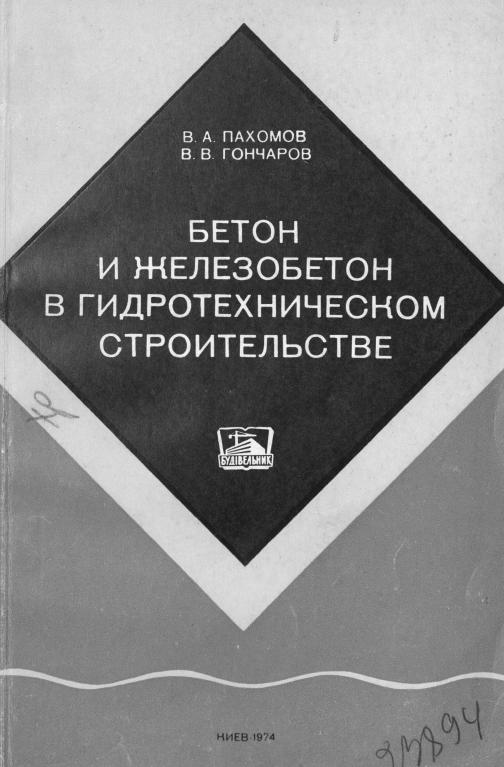 В. А. ПАХОМОВ
В. В. ГОНЧАРОВ
БЕТОН
И ЖЕЛЕЗОБЕТОН
В ГИДРОТЕХНИЧЕСКОМ
СТРОИТЕЛЬСТВЕ
БУДІВЕЛЬНИК
КИЕВ-1974